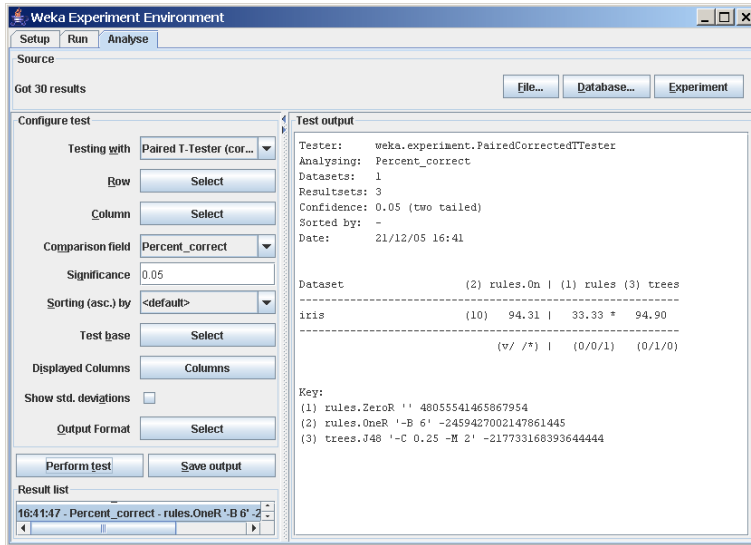 Weka Experiment Environment
Setup Run Analyse
Source
Got 30 results
File... Database... Experiment
Configure test
Testing with Paired T-Tester (cor...
Row Select
Column Select
Comparison field Percent_correct
Significance 0.05
Sorting (asc.) by <default>
Test base Select
Displayed Columns Columns
Show std. deviations
Output Format Select
Perform test Save output
Result list
16:41:47 - Percent_correct - rules.OneR '-B 6' -2
Test output
Tester: weka.experiment.PairedCorrectedTTester
Analysing: Percent_correct
Datasets: 1
Resultsets: 3
Confidence: 0.05 (two tailed)
Sorted by: -
Date: 21/12/05 16:41
Dataset (2) rules.On | (1) rules (3) trees
--------------------------------------------------------------
iris (10) 94.31 | 33.33 * 94.90
--------------------------------------------------------------
(v/ /*) | (0/0/1) (0/1/0)
Key:
(1) rules.ZeroR '' 48055541465867954
(2) rules.OneR '-B 6' -2459427002147861445
(3) trees.J48 '-C 0.25 -M 2' -217733168393644444